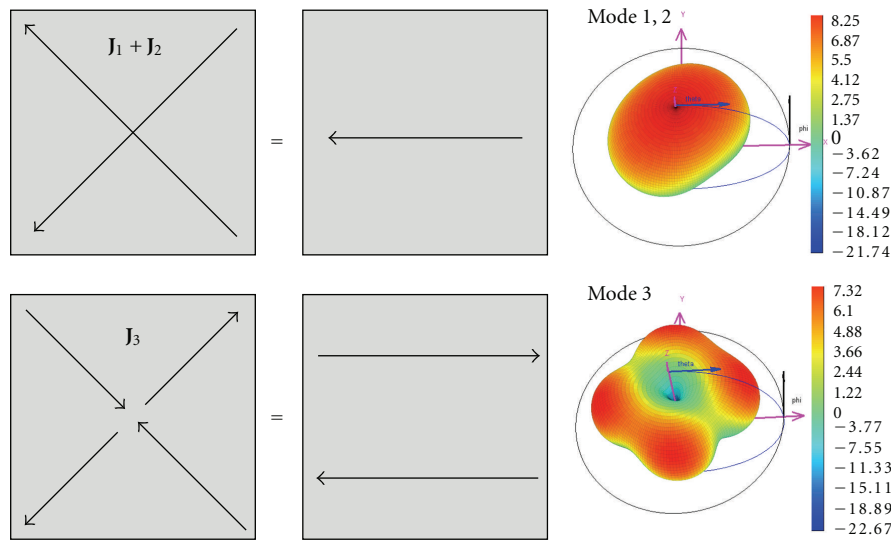 J1 + J2
=
Mode 1, 2
Y
theta
phi
X
8.25
6.87
5.5
4.12
2.75
1.37
0
−3.62
−7.24
−10.87
−14.49
−18.12
−21.74
J3
=
Mode 3
Y
Z
theta
phi
X
7.32
6.1
4.88
3.66
2.44
1.22
0
−3.77
−7.55
−11.33
−15.11
−18.89
−22.67